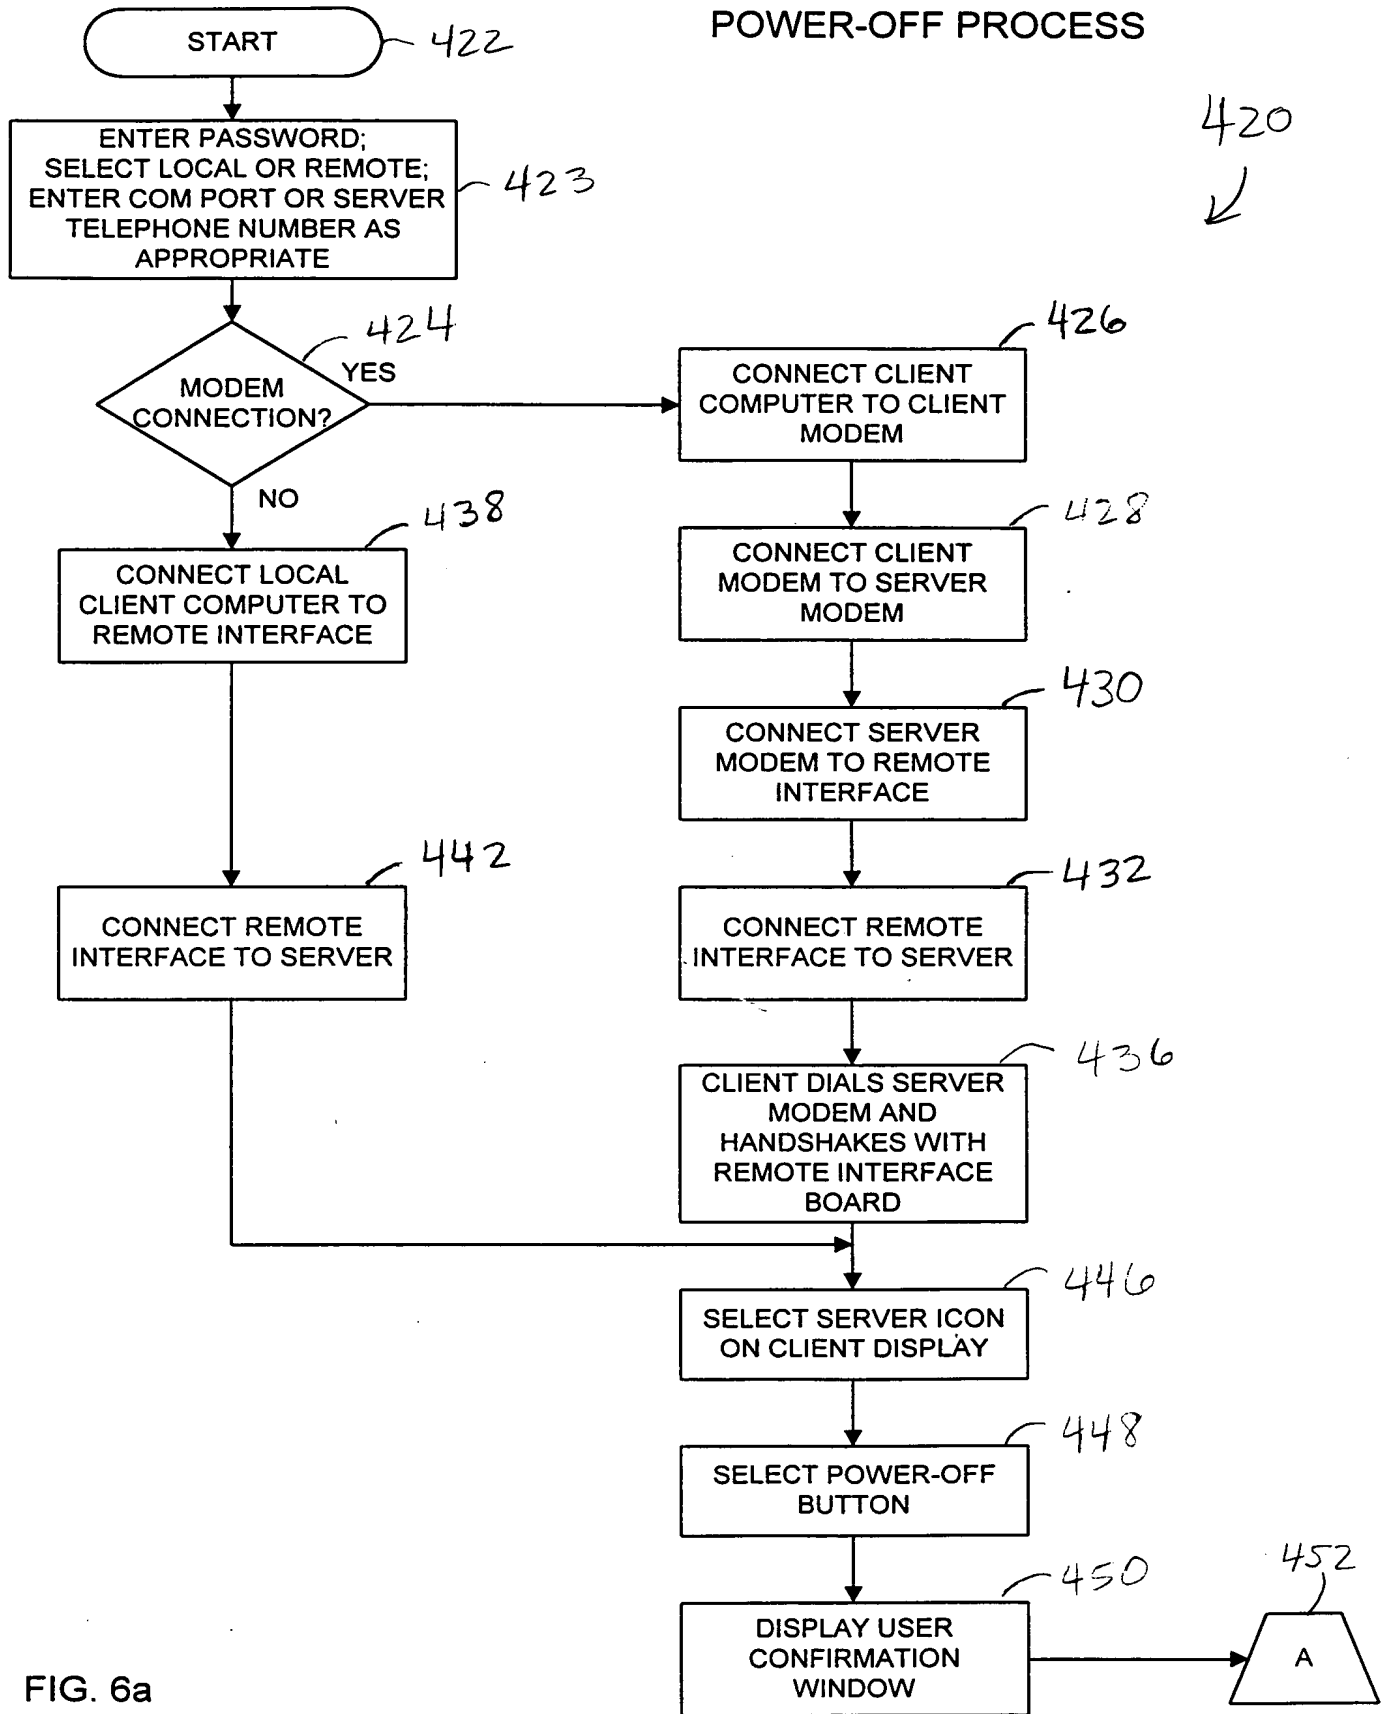 POWER-OFF PROCESS
420
START
422
ENTER PASSWORD;
SELECT LOCAL OR REMOTE;
ENTER COM PORT OR SERVER
TELEPHONE NUMBER AS
APPROPRIATE
423
424
MODEM
CONNECTION?
YES
NO
426
CONNECT CLIENT
COMPUTER TO CLIENT
MODEM
438
CONNECT LOCAL
CLIENT COMPUTER TO
REMOTE INTERFACE
428
CONNECT CLIENT
MODEM TO SERVER
MODEM
430
CONNECT SERVER
MODEM TO REMOTE
INTERFACE
442
CONNECT REMOTE
INTERFACE TO SERVER
432
CONNECT REMOTE
INTERFACE TO SERVER
436
CLIENT DIALS SERVER
MODEM AND
HANDSHAKES WITH
REMOTE INTERFACE
BOARD
446
SELECT SERVER ICON
ON CLIENT DISPLAY
448
SELECT POWER-OFF
BUTTON
450
DISPLAY USER
CONFIRMATION
WINDOW
452
A
FIG. 6a